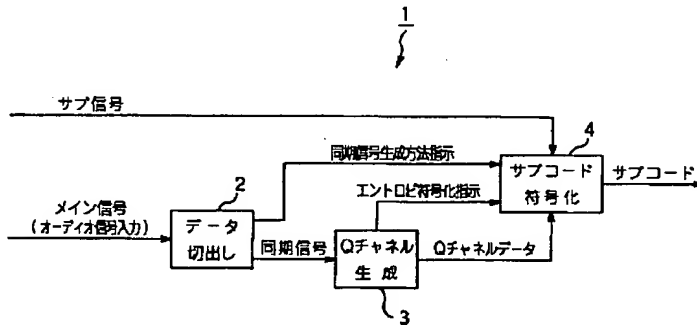 1
サブ信号
4
同期信号生成方法指示
サブコード
符号化
サブコード
2
エントロピ符号化指示
メイン信号
(オーディオ信号入力)
データ
切出し
同期信号
Qチャネル
生成
Qチャネルデータ
3